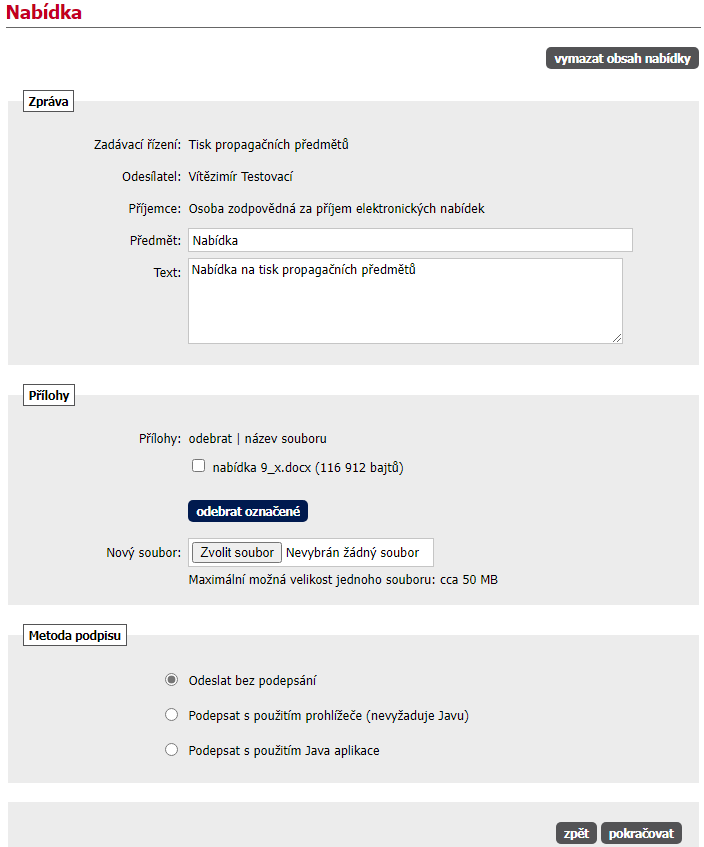 Nabídka
vymazat obsah nabídky
Zpráva
Zadávací řízení: Tisk propagačních předmětů
Odesílatel: Vítězimír Testovací
Příjemce: Osoba zodpovědná za příjem elektronických nabídek
Předmět: Nabídka
Text: Nabídka na tisk propagačních předmětů
Přílohy
Přílohy: odebrat | název souboru
nabídka 9_x.docx (116 912 bajtů)
odebrat označené
Nový soubor: Zvolit soubor Nevybrán žádný soubor
Maximální možná velikost jednoho souboru: cca 50 MB
Metoda podpisu
Odeslat bez podepsání
Podepsat s použitím prohlížeče (nevyžaduje Javu)
Podepsat s použitím Java aplikace
zpět pokračovat